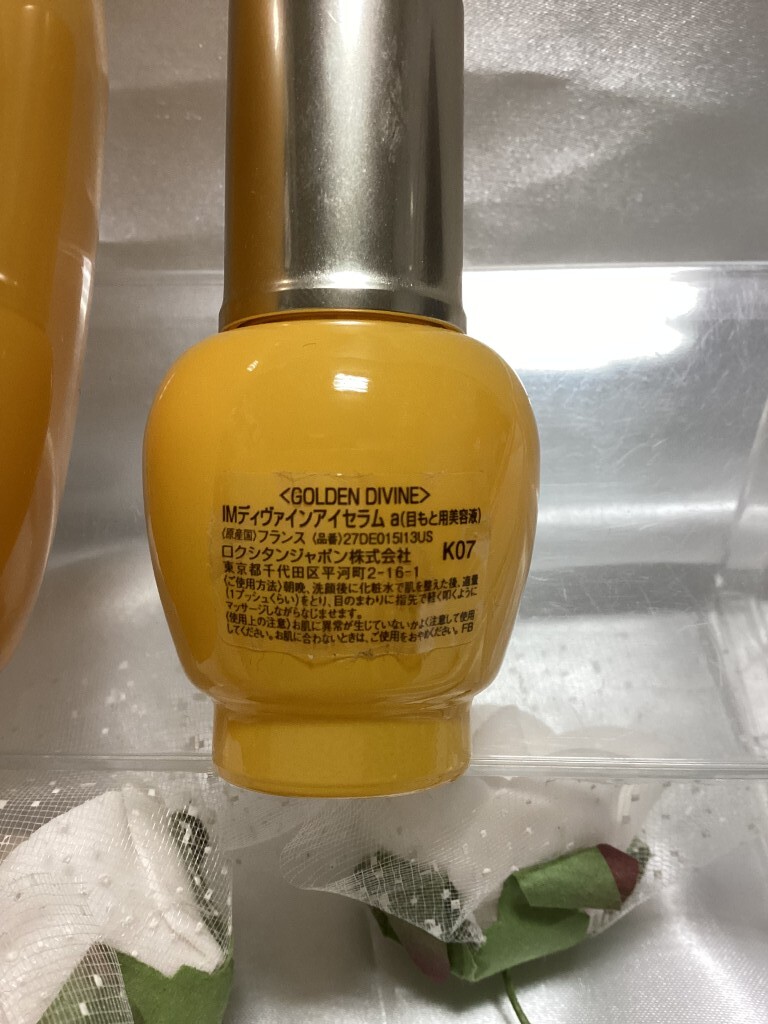 <GOLDEN DIVINE>
IMディヴァインアイセラム a(目もと用美容液)
〈原産国〉フランス 〈品番〉27DE015I13US
ロクシタンジャポン株式会社 K07
東京都千代田区平河町2-16-1
〈ご使用方法〉朝晩、洗顔後に化粧水で肌を整えた後、適量
(1プッシュくらい)をとり、目のまわりに指先で軽く叩くように
マッサージしながらなじませます。
〈使用上の注意〉お肌に異常が生じていないかよく注意して使用
してください。お肌に合わないときは、ご使用をおやめください。FB